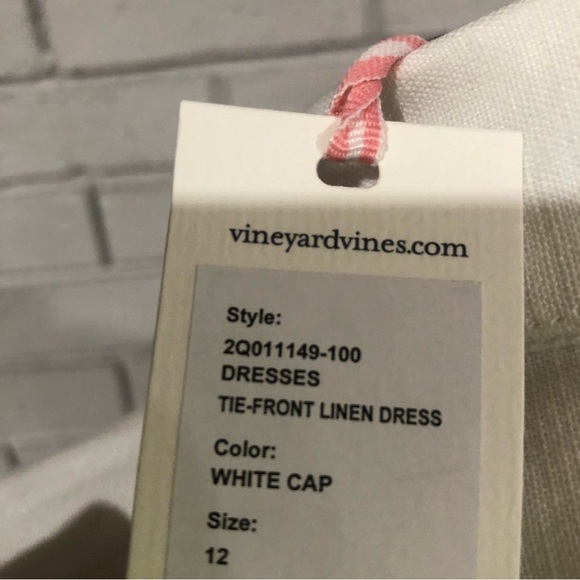 vineyardvines.com
Style:
2Q011149-100
DRESSES
TIE-FRONT LINEN DRESS
Color:
WHITE CAP
Size:
12